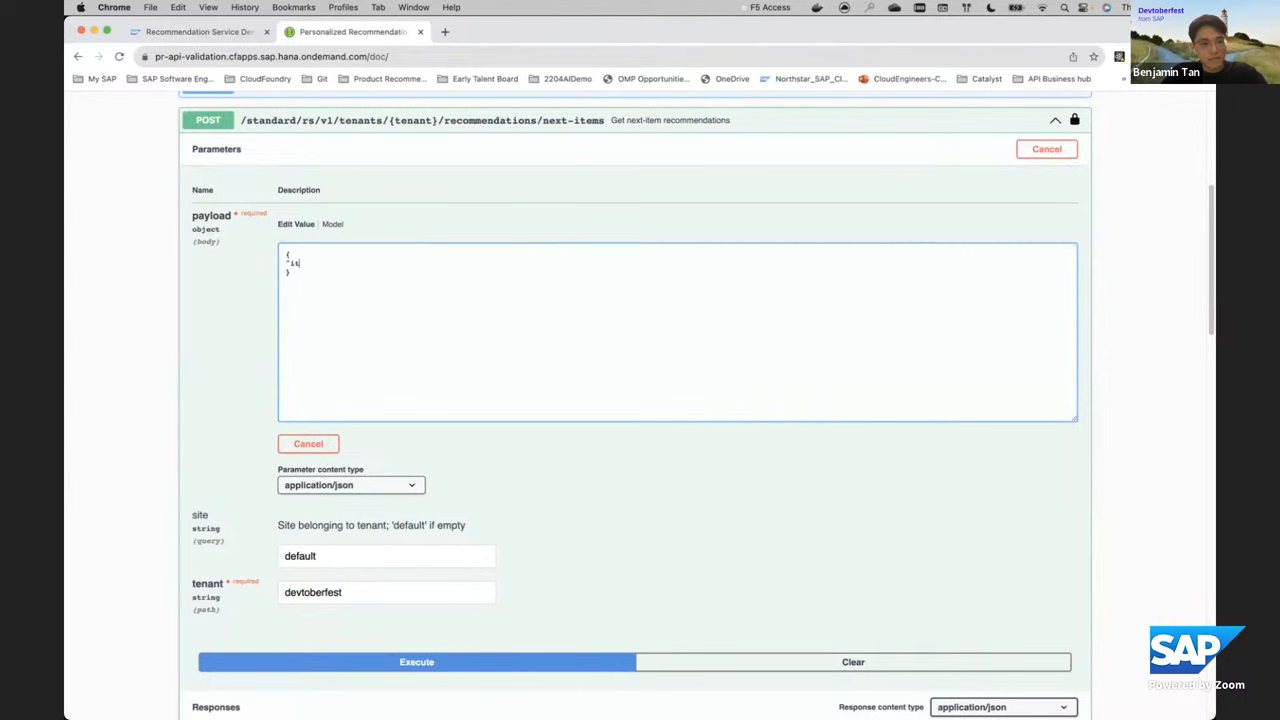 Chrome File Edit View History Bookmarks Profiles Tab Window Help
F5 Access
Th
Devtoberfest
from SAP
Recommendation Service De
Personalized Recommendatio
pr-api-validation.cfapps.sap.hana.ondemand.com/doc/
Benjamin Tan
My SAP SAP Software Eng... CloudFoundry Git Product Recomme... Early Talent Board 2204AIDemo OMP Opportunitie... OneDrive Northstar_SAP_Cl... CloudEngineers-C... Catalyst API Business hub »
POST /standard/rs/v1/tenants/{tenant}/recommendations/next-items Get next-item recommendations
Parameters
Cancel
Name Description
payload * required
object
(body)
Edit Value | Model
{
"it
}
Cancel
Parameter content type
application/json
site
string
(query)
Site belonging to tenant; 'default' if empty
default
tenant * required
string
(path)
devtoberfest
Execute
Clear
SAP
Powered by Zoom
Responses
Response content type application/json